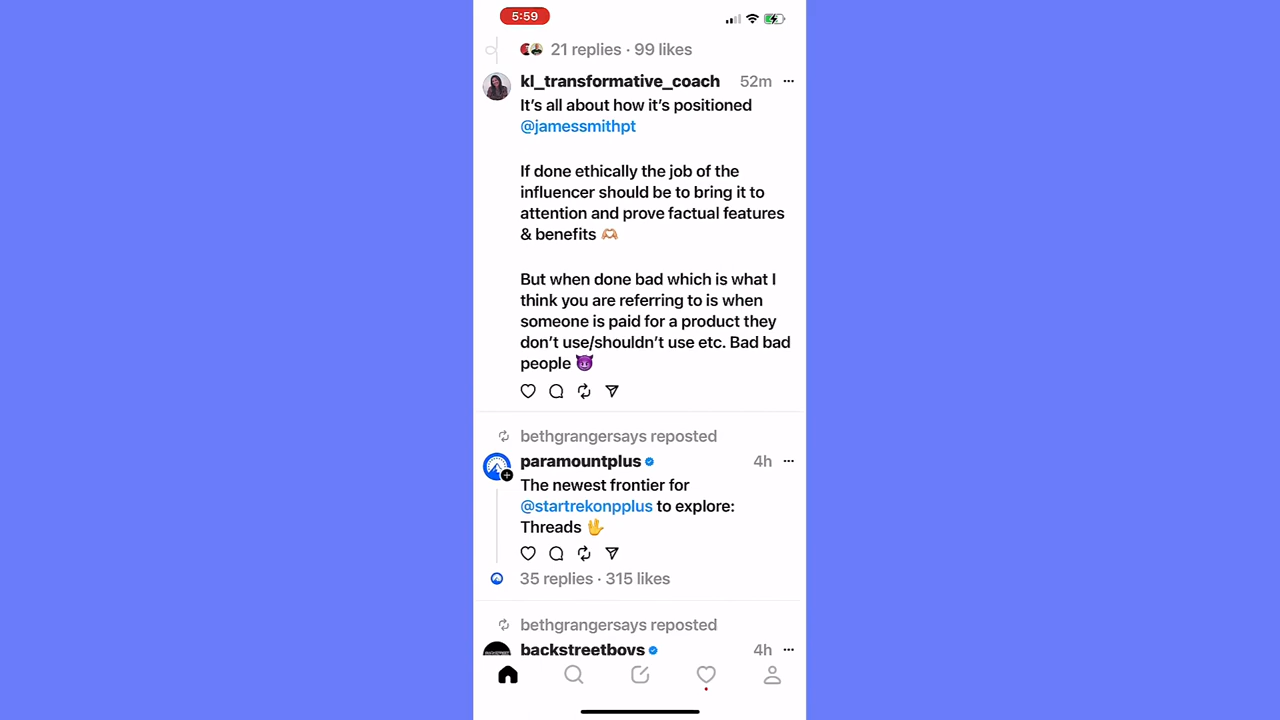 5:59
21 replies · 99 likes
kl_transformative_coach 52m
It's all about how it's positioned
@jamessmithpt
If done ethically the job of the
influencer should be to bring it to
attention and prove factual features
& benefits 🫶🏼
But when done bad which is what I
think you are referring to is when
someone is paid for a product they
don't use/shouldn't use etc. Bad bad
people 😈
bethgrangersays reposted
paramountplus 4h
The newest frontier for
@startrekonpplus to explore:
Threads 🖖
35 replies · 315 likes
bethgrangersays reposted
backstreetboys 4h